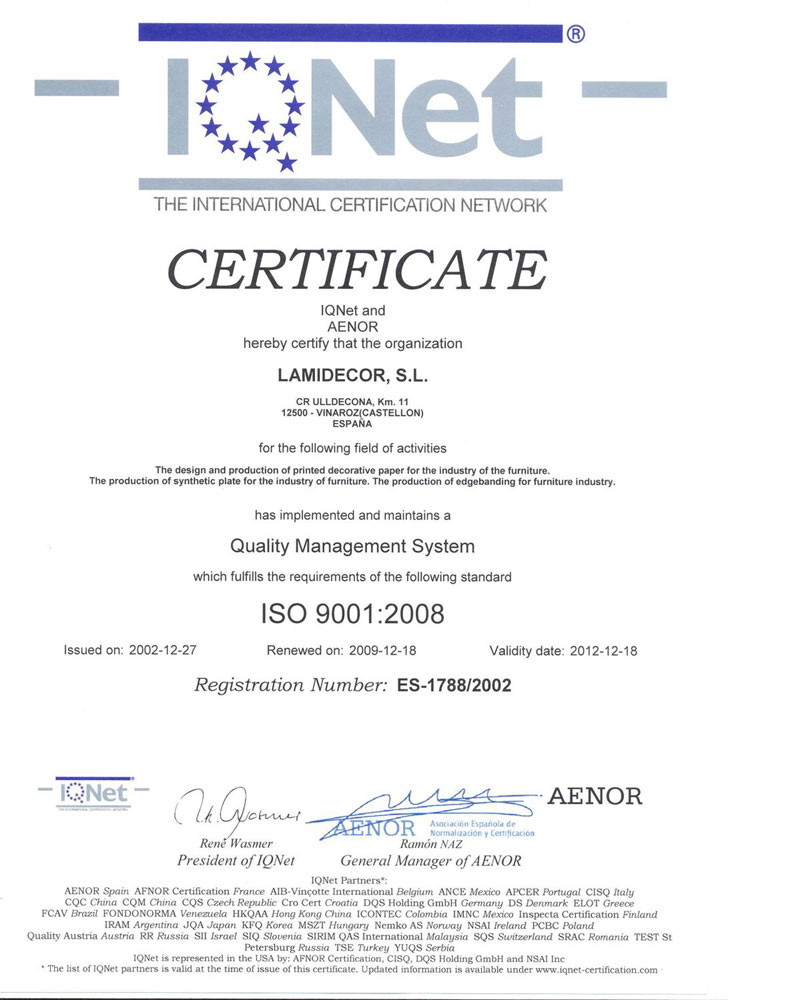 IQNet ®
THE INTERNATIONAL CERTIFICATION NETWORK
CERTIFICATE
IQNet and
AENOR
hereby certify that the organization
LAMIDECOR, S.L.
CR ULLDECONA, Km. 11
12500 - VINAROZ(CASTELLON)
ESPAÑA
for the following field of activities
The design and production of printed decorative paper for the industry of the furniture.
The production of synthetic plate for the industry of furniture. The production of edgebanding for furniture industry.
has implemented and maintains a
Quality Management System
which fulfills the requirements of the following standard
ISO 9001:2008
Issued on: 2002-12-27 Renewed on: 2009-12-18 Validity date: 2012-12-18
Registration Number: ES-1788/2002
IQNet
THE INTERNATIONAL CERTIFICATION NETWORK
AENOR
AENOR Asociación Española de
Normalización y Certificación
René Wasmer
President of IQNet
Ramón NAZ
General Manager of AENOR
IQNet Partners*:
AENOR Spain AFNOR Certification France AIB-Vinçotte International Belgium ANCE Mexico APCER Portugal CISQ Italy
CQC China CQM China CQS Czech Republic Cro Cert Croatia DQS Holding GmbH Germany DS Denmark ELOT Greece
FCAV Brazil FONDONORMA Venezuela HKQAA Hong Kong China ICONTEC Colombia IMNC Mexico Inspecta Certification Finland
IRAM Argentina JQA Japan KFQ Korea MSZT Hungary Nemko AS Norway NSAI Ireland PCBC Poland
Quality Austria Austria RR Russia SII Israel SIQ Slovenia SIRIM QAS International Malaysia SQS Switzerland SRAC Romania TEST St
Petersburg Russia TSE Turkey YUQS Serbia
IQNet is represented in the USA by: AFNOR Certification, CISQ, DQS Holding GmbH and NSAI Inc
* The list of IQNet partners is valid at the time of issue of this certificate. Updated information is available under www.iqnet-certification.com